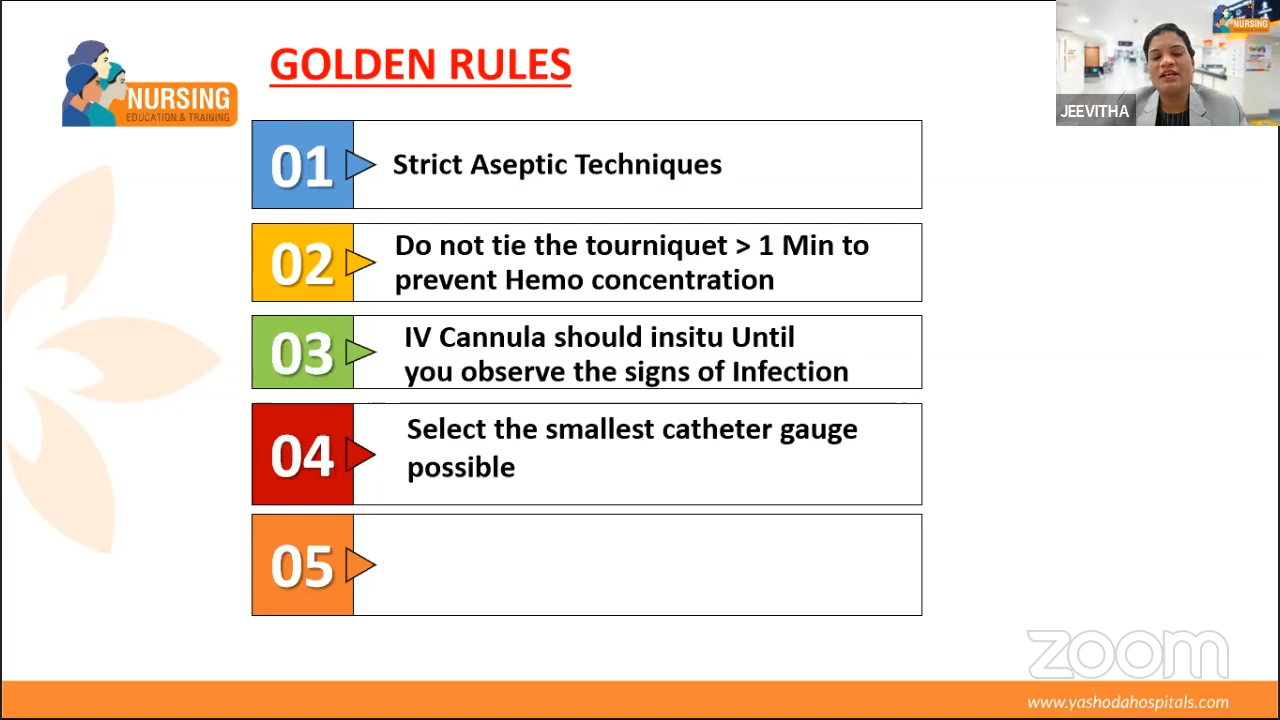 GOLDEN RULES
NURSING
EDUCATION & TRAINING
01
Strict Aseptic Techniques
02
Do not tie the tourniquet > 1 Min to
prevent Hemo concentration
03
IV Cannula should insitu Until
you observe the signs of Infection
04
Select the smallest catheter gauge
possible
05
NURSING
JEEVITHA
zoom
www.yashodahospitals.com